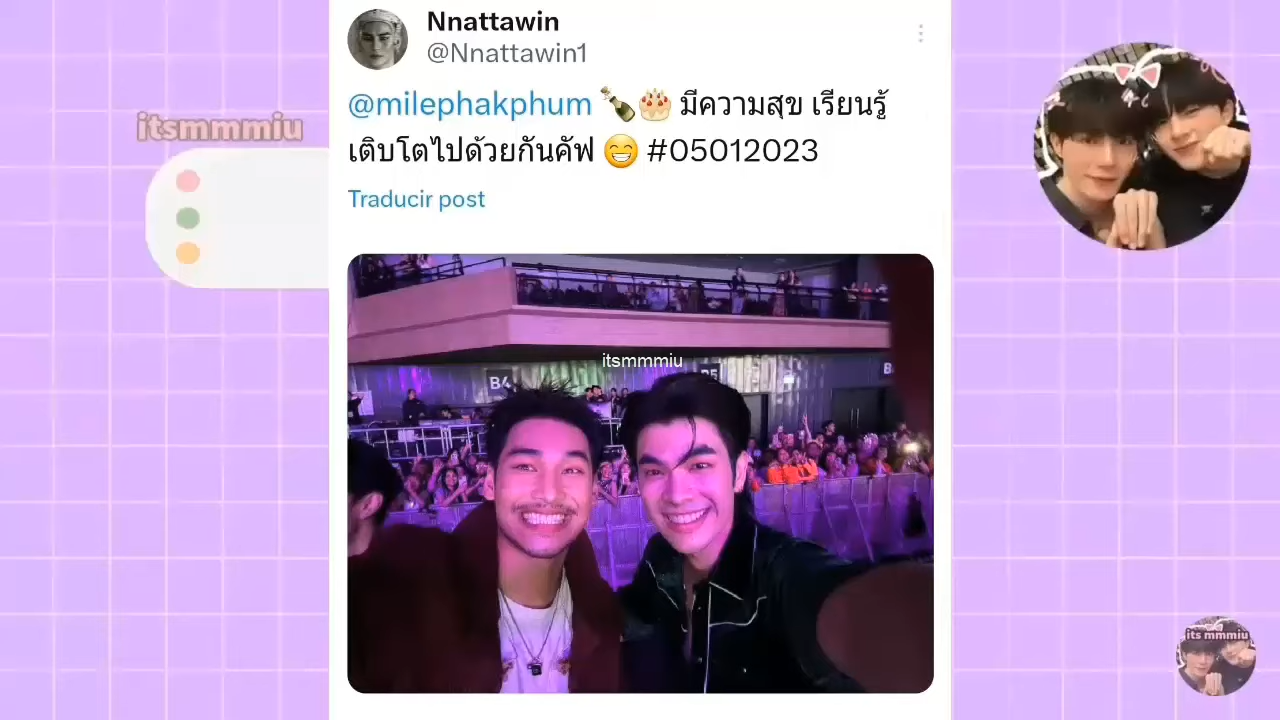 Nnattawin
@Nnattawin1
@milephakphum 🍾🎂 มีความสุข เรียนรู้
เติบโตไปด้วยกันคัฟ 😁 #05012023
Traducir post
itsmmmiu
itsmmmiu
B4
B5
B
its mmmiu